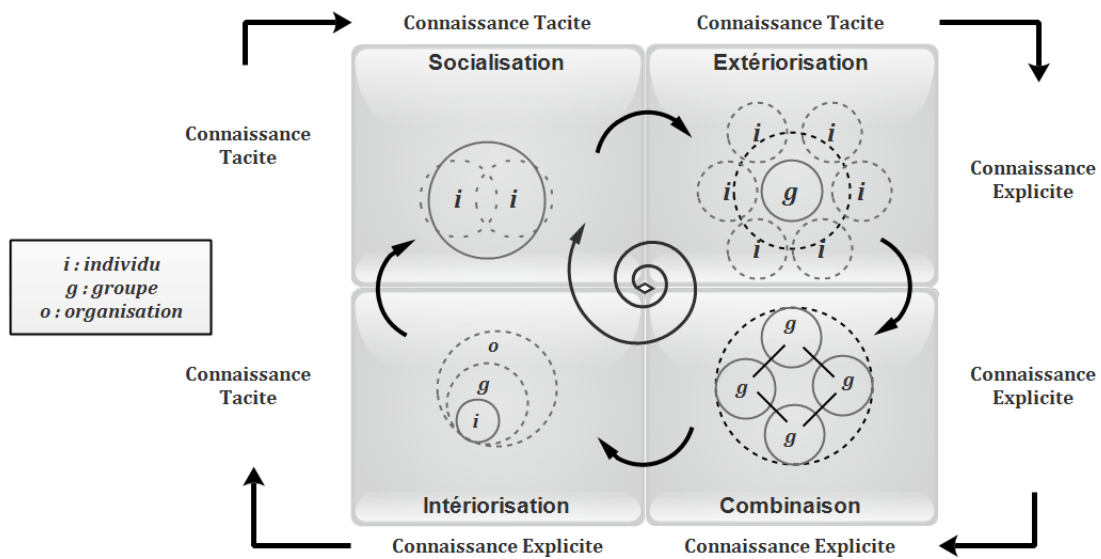 Connaissance Tacite
Connaissance Tacite
Socialisation
Extériorisation
Connaissance
Tacite
i
i
i
i
i
g
i
i
i
Connaissance
Explicite
i : individu
g : groupe
o : organisation
Connaissance
Tacite
o
g
i
g
g
g
g
Connaissance
Explicite
Intériorisation
Combinaison
Connaissance Explicite
Connaissance Explicite